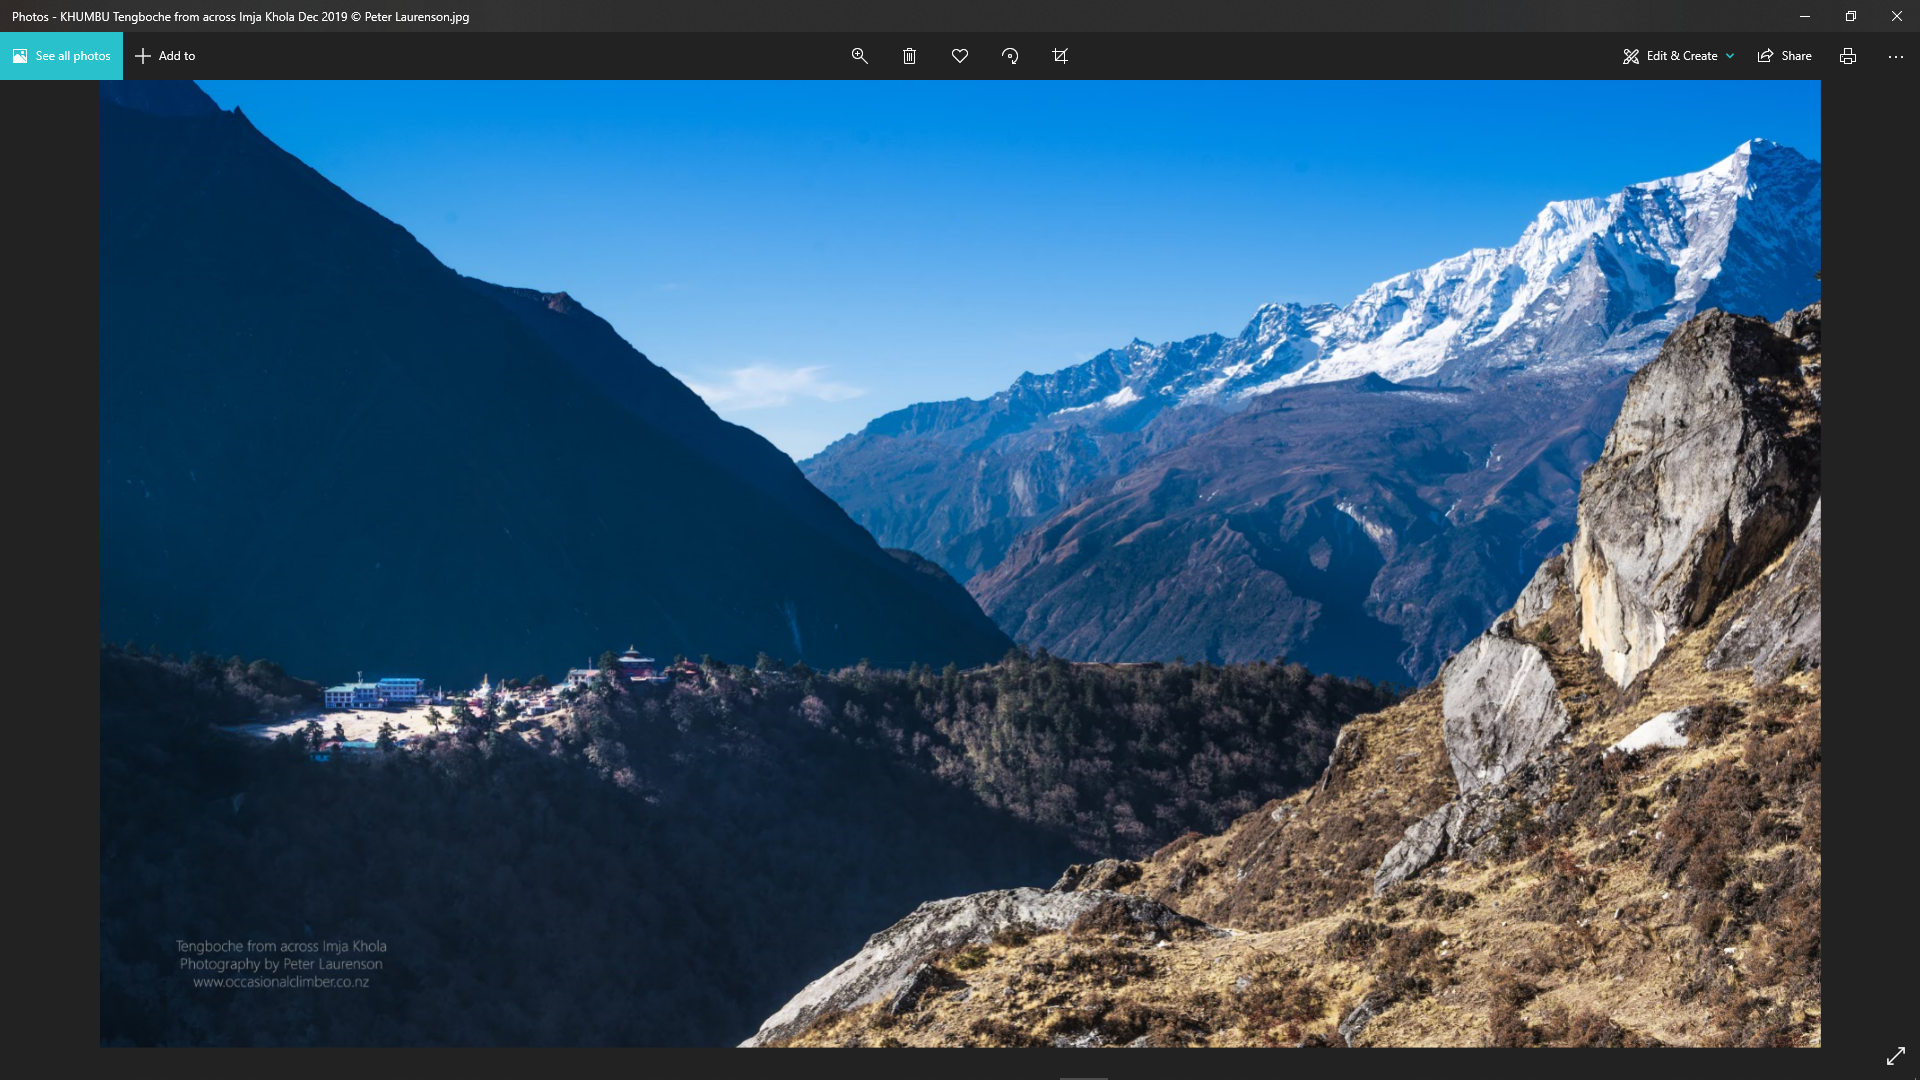 Photos - KHUMBU Tengboche from across Imja Khola Dec 2019 © Peter Laurenson.jpg
See all photos
Add to
Edit & Create
Share
Tengboche from across Imja Khola
Photography by Peter Laurenson
www.occasionalclimber.co.nz